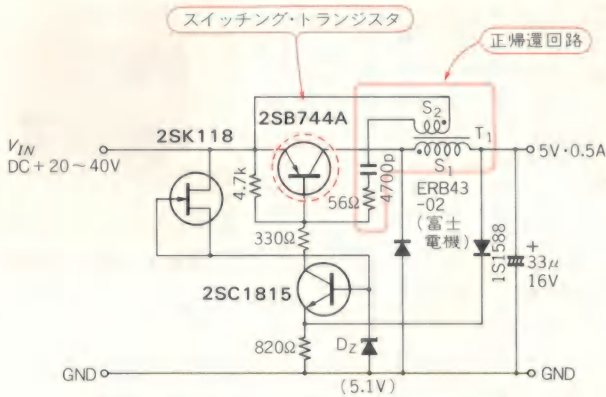 スイッチング・トランジスタ
正帰還回路
2SB744A
S2
T1
2SK118
VIN
DC+20~40V
5V・0.5A
4.7k
4700p
S1
56Ω
ERB43
-02
(富士
電機)
1S1588
+
33μ
16V
330Ω
2SC1815
820Ω
DZ
GND
GND
(5.1V)